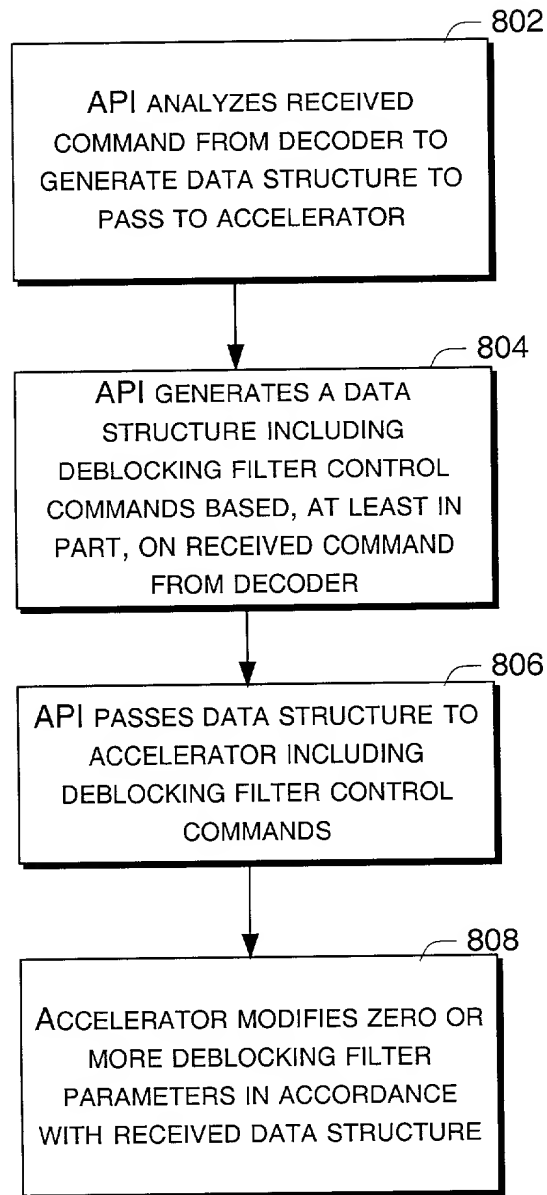 802
API ANALYZES RECEIVED
COMMAND FROM DECODER TO
GENERATE DATA STRUCTURE TO
PASS TO ACCELERATOR
804
API GENERATES A DATA
STRUCTURE INCLUDING
DEBLOCKING FILTER CONTROL
COMMANDS BASED, AT LEAST IN
PART, ON RECEIVED COMMAND
FROM DECODER
806
API PASSES DATA STRUCTURE TO
ACCELERATOR INCLUDING
DEBLOCKING FILTER CONTROL
COMMANDS
808
ACCELERATOR MODIFIES ZERO OR
MORE DEBLOCKING FILTER
PARAMETERS IN ACCORDANCE
WITH RECEIVED DATA STRUCTURE